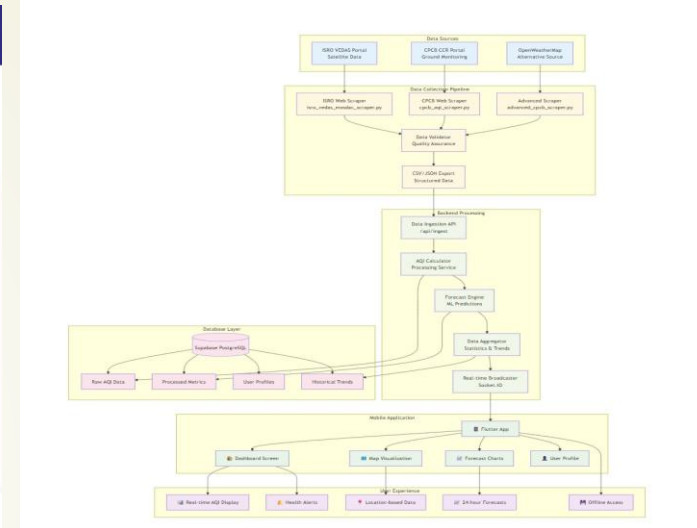 Data Sources
ISRO VEDAS Portal
Satellite Data
CPCB CCR Portal
Ground Monitoring
OpenWeatherMap
Alternative Source
Data Collection Pipeline
ISRO Web Scraper
CPCB Web Scraper
cpcb_aqi_scraper.py
Advanced Scraper
advanced_cpcb_scraper.py
Data Validator
Quality Assurance
CSV/JSON Export
Structured Data
Backend Processing
Data Ingestion API
/api/ingest
AQI Calculator
Processing Service
Forecast Engine
ML Predictions
Database Layer
Supabase PostgreSQL
Data Aggregator
Statistics & Trends
Raw AQI Data
Processed Metrics
User Profiles
Historical Trends
Real-time Broadcaster
Socket.IO
Mobile Application
Flutter App
Dashboard Screen
Map Visualization
Forecast Charts
User Profile
User Experience
Real-time AQI Display
Health Alerts
Location-based Data
24-hour Forecasts
Offline Access